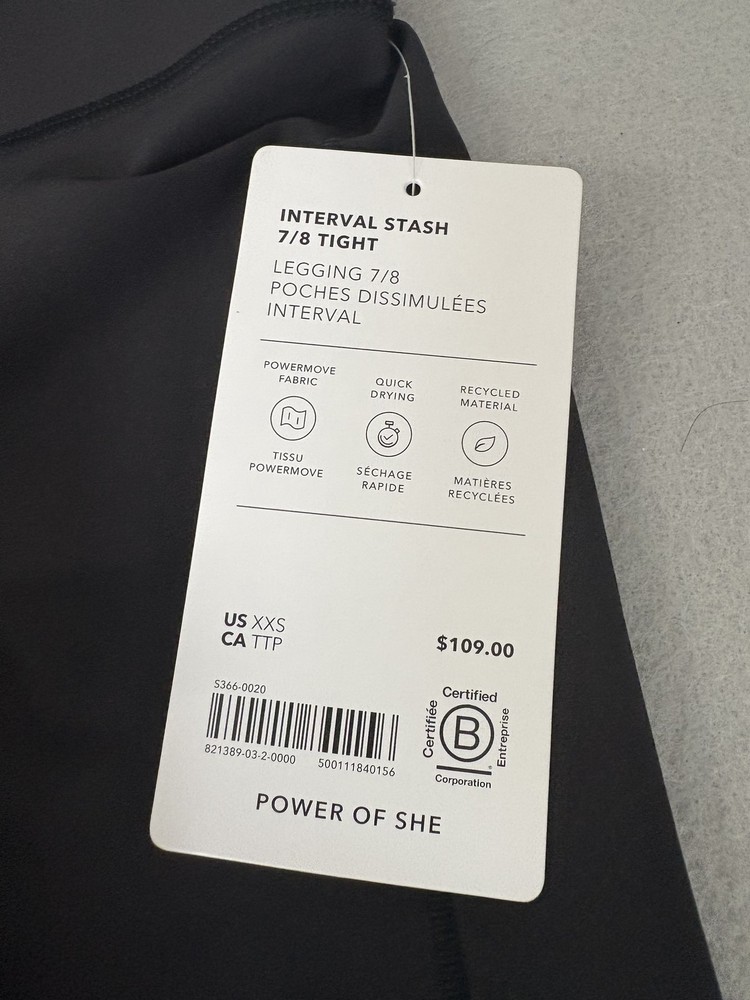 INTERVAL STASH
7/8 TIGHT
LEGGING 7/8
POCHES DISSIMULÉES
INTERVAL
POWERMOVE
FABRIC
TISSU
POWERMOVE
QUICK
DRYING
SÉCHAGE
RAPIDE
RECYCLED
MATERIAL
MATIÈRES
RECYCLÉES
US XXS
CA TTP
$109.00
S366-0020
821389-03-2-0000 500111840156
Certified
Certifiée
B
Entreprise
Corporation
POWER OF SHE